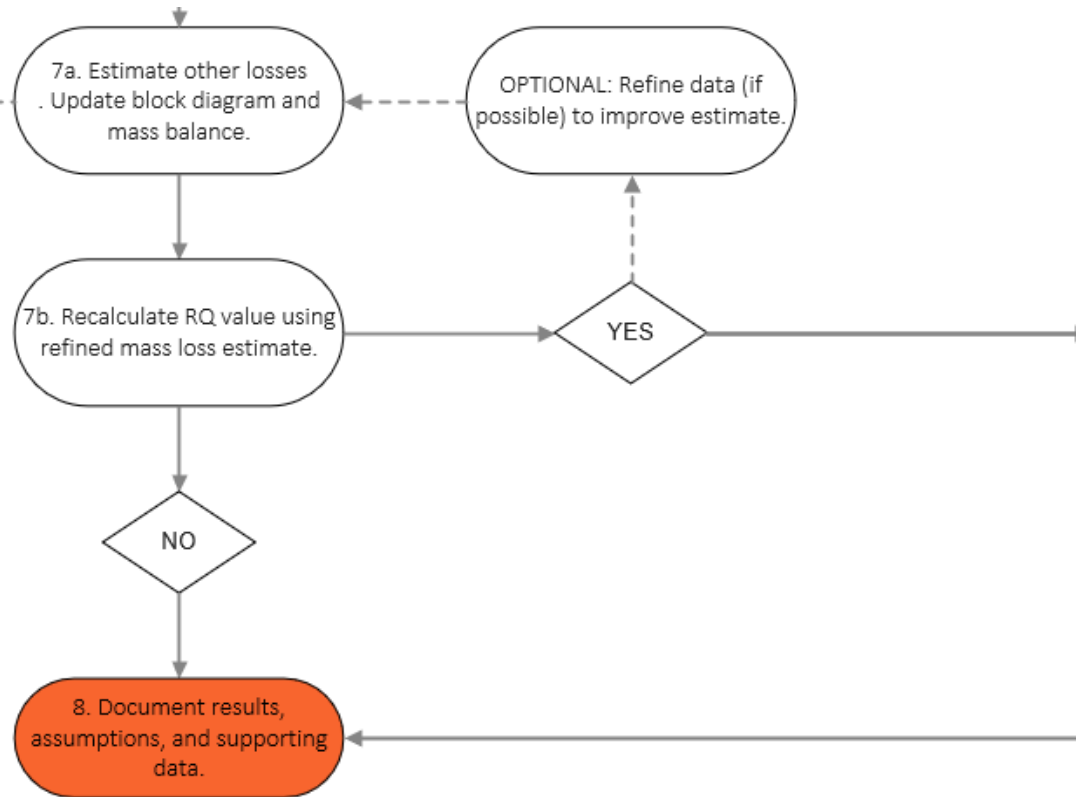 7a. Estimate other losses
. Update block diagram and
mass balance.
OPTIONAL: Refine data (if
possible) to improve estimate.
7b. Recalculate RQ value using
refined mass loss estimate.
YES
NO
8. Document results,
assumptions, and supporting
data.